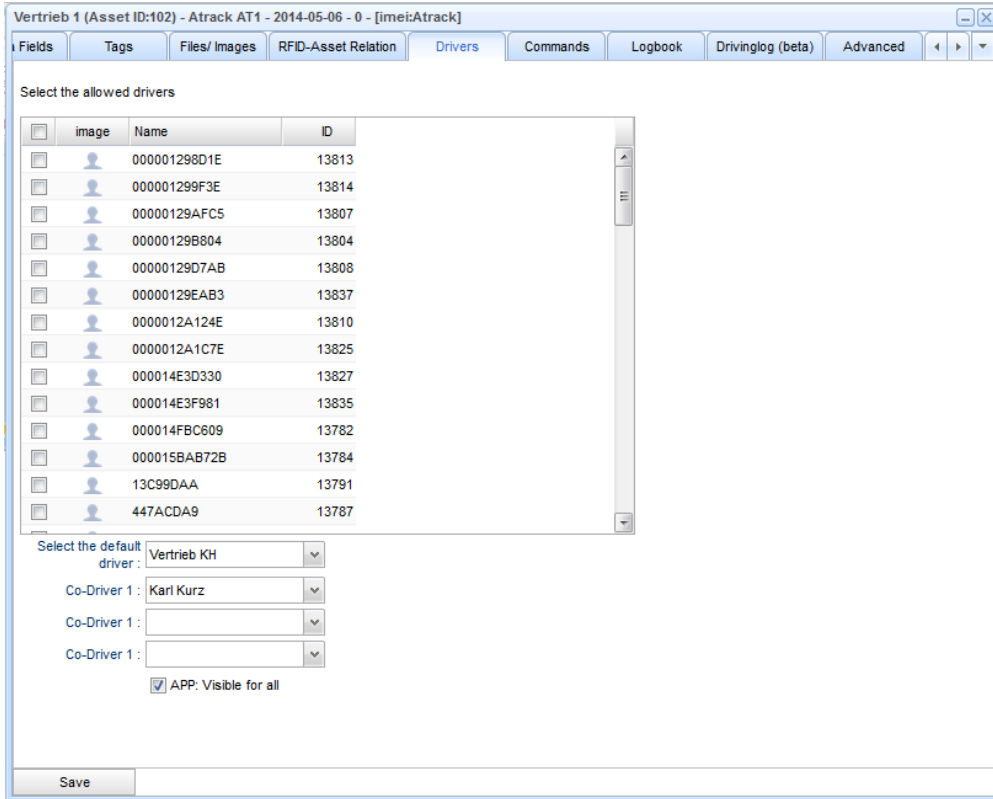 Vertrieb 1 (Asset ID:102) - Atrack AT1 - 2014-05-06 - 0 - [imei:Atrack]
Fields Tags Files/ Images RFID-Asset Relation Drivers Commands Logbook Drivinglog (beta) Advanced
Select the allowed drivers
image Name ID
000001298D1E 13813
000001299F3E 13814
00000129AFC5 13807
00000129B804 13804
00000129D7AB 13808
00000129EAB3 13837
0000012A124E 13810
0000012A1C7E 13825
000014E3D330 13827
000014E3F981 13835
000014FBC609 13782
000015BAB72B 13784
13C99DAA 13791
447ACDA9 13787
Select the default
driver : Vertrieb KH
Co-Driver 1 : Karl Kurz
Co-Driver 1 :
Co-Driver 1 :
APP: Visible for all
Save